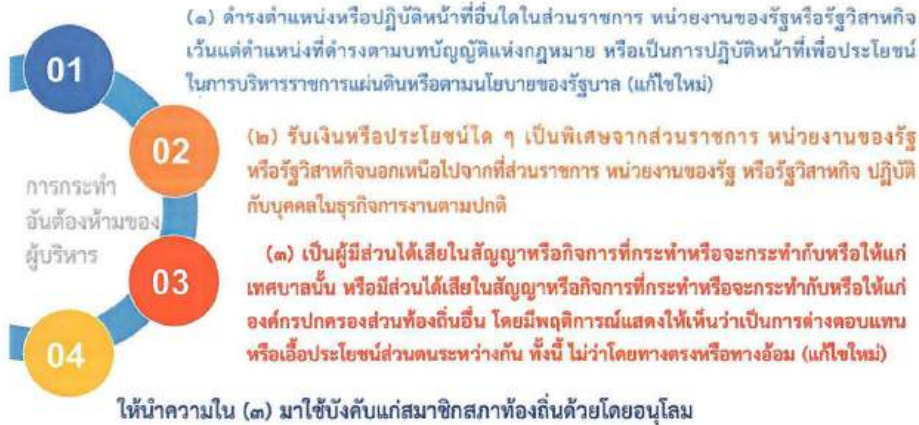 (๑) ดำรงตำแหน่งหรือปฏิบัติหน้าที่อื่นใดในส่วนราชการ หน่วยงานของรัฐหรือรัฐวิสาหกิจ
เว้นแต่ตำแหน่งที่ดำรงตามบทบัญญัติแห่งกฎหมาย หรือเป็นการปฏิบัติหน้าที่เพื่อประโยชน์
ในการบริหารราชการแผ่นดินหรือตามนโยบายของรัฐบาล (แก้ไขใหม่)
01
(๒) รับเงินหรือประโยชน์ใด ๆ เป็นพิเศษจากส่วนราชการ หน่วยงานของรัฐ
หรือรัฐวิสาหกิจนอกเหนือไปจากที่ส่วนราชการ หน่วยงานของรัฐ หรือรัฐวิสาหกิจ ปฏิบัติ
กับบุคคลในธุรกิจการงานตามปกติ
02
การกระทำ
อันต้องห้ามของ
ผู้บริหาร
(๓) เป็นผู้มีส่วนได้เสียในสัญญาหรือกิจการที่กระทำหรือจะกระทำกับหรือให้แก่
เทศบาลนั้น หรือมีส่วนได้เสียในสัญญาหรือกิจการที่กระทำหรือจะกระทำกับหรือให้แก่
องค์กรปกครองส่วนท้องถิ่นอื่น โดยมีพฤติการณ์แสดงให้เห็นว่าเป็นการต่างตอบแทน
หรือเอื้อประโยชน์ส่วนตนระหว่างกัน ทั้งนี้ ไม่ว่าโดยทางตรงหรือทางอ้อม (แก้ไขใหม่)
03
04
ให้นำความใน (๓) มาใช้บังคับแก่สมาชิกสภาท้องถิ่นด้วยโดยอนุโลม